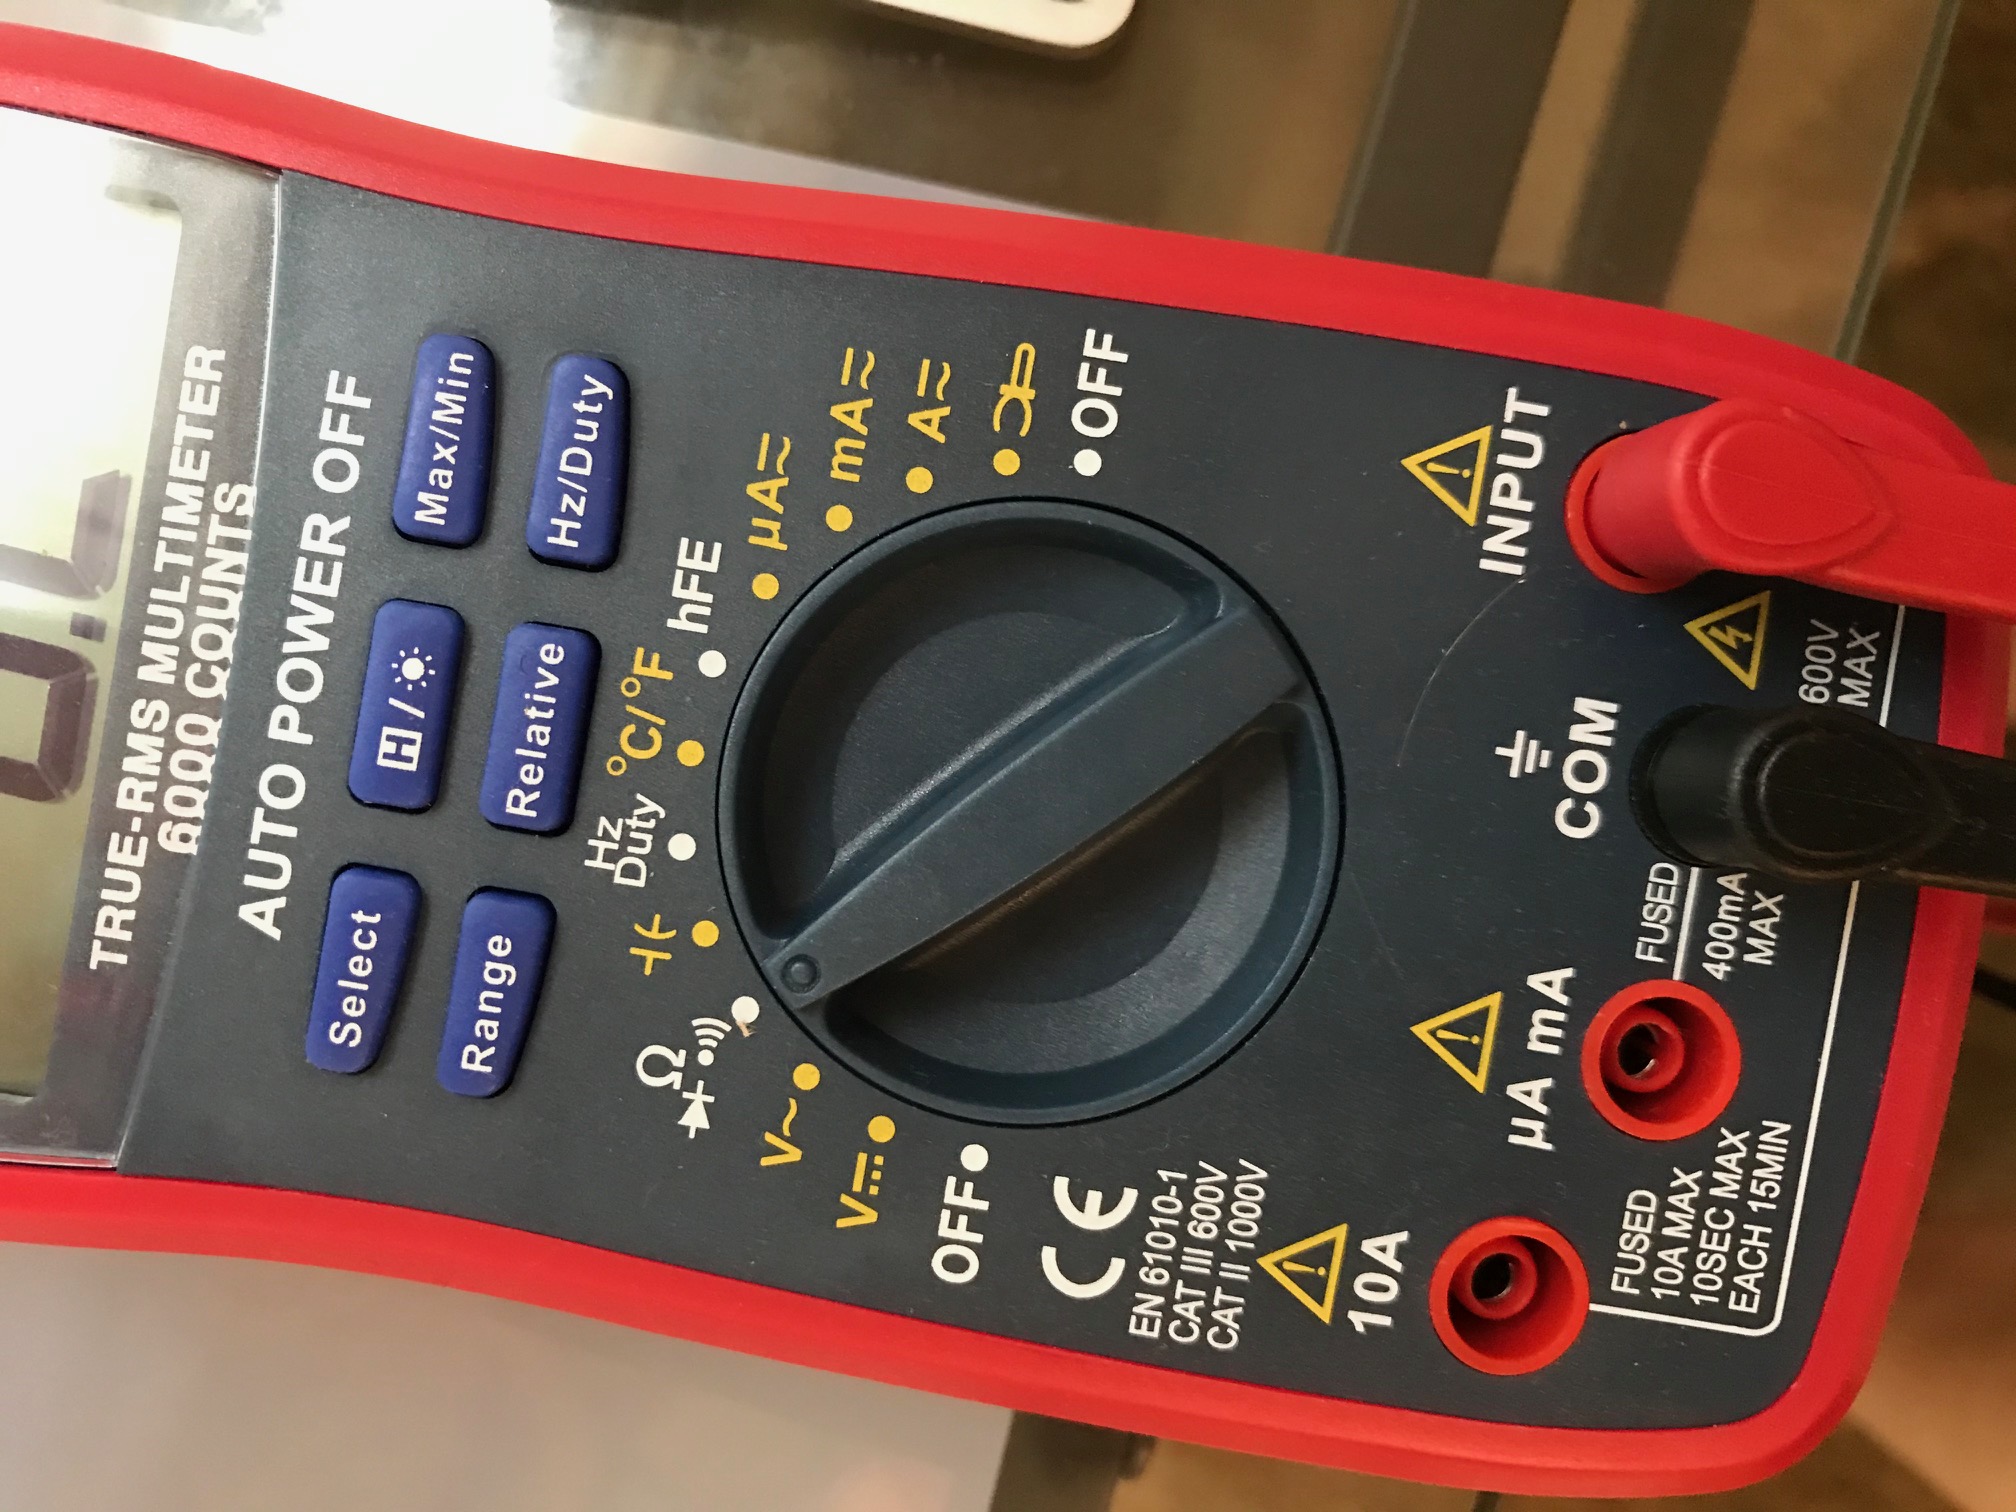 0.L
TRUE-RMS MULTIMETER
6000 COUNTS
AUTO POWER OFF
Select
H/
Max/Min
Range
Relative
Hz/Duty
Hz
Duty
°C/°F
hFE
Ω
µA
V~
mA
V
A
OFF
OFF
CE
EN 61010-1
CAT III 600V
CAT II 1000V
10A
µA mA
COM
INPUT
FUSED
10A MAX
10SEC MAX
EACH 15MIN
FUSED
400mA
MAX
600V
MAX